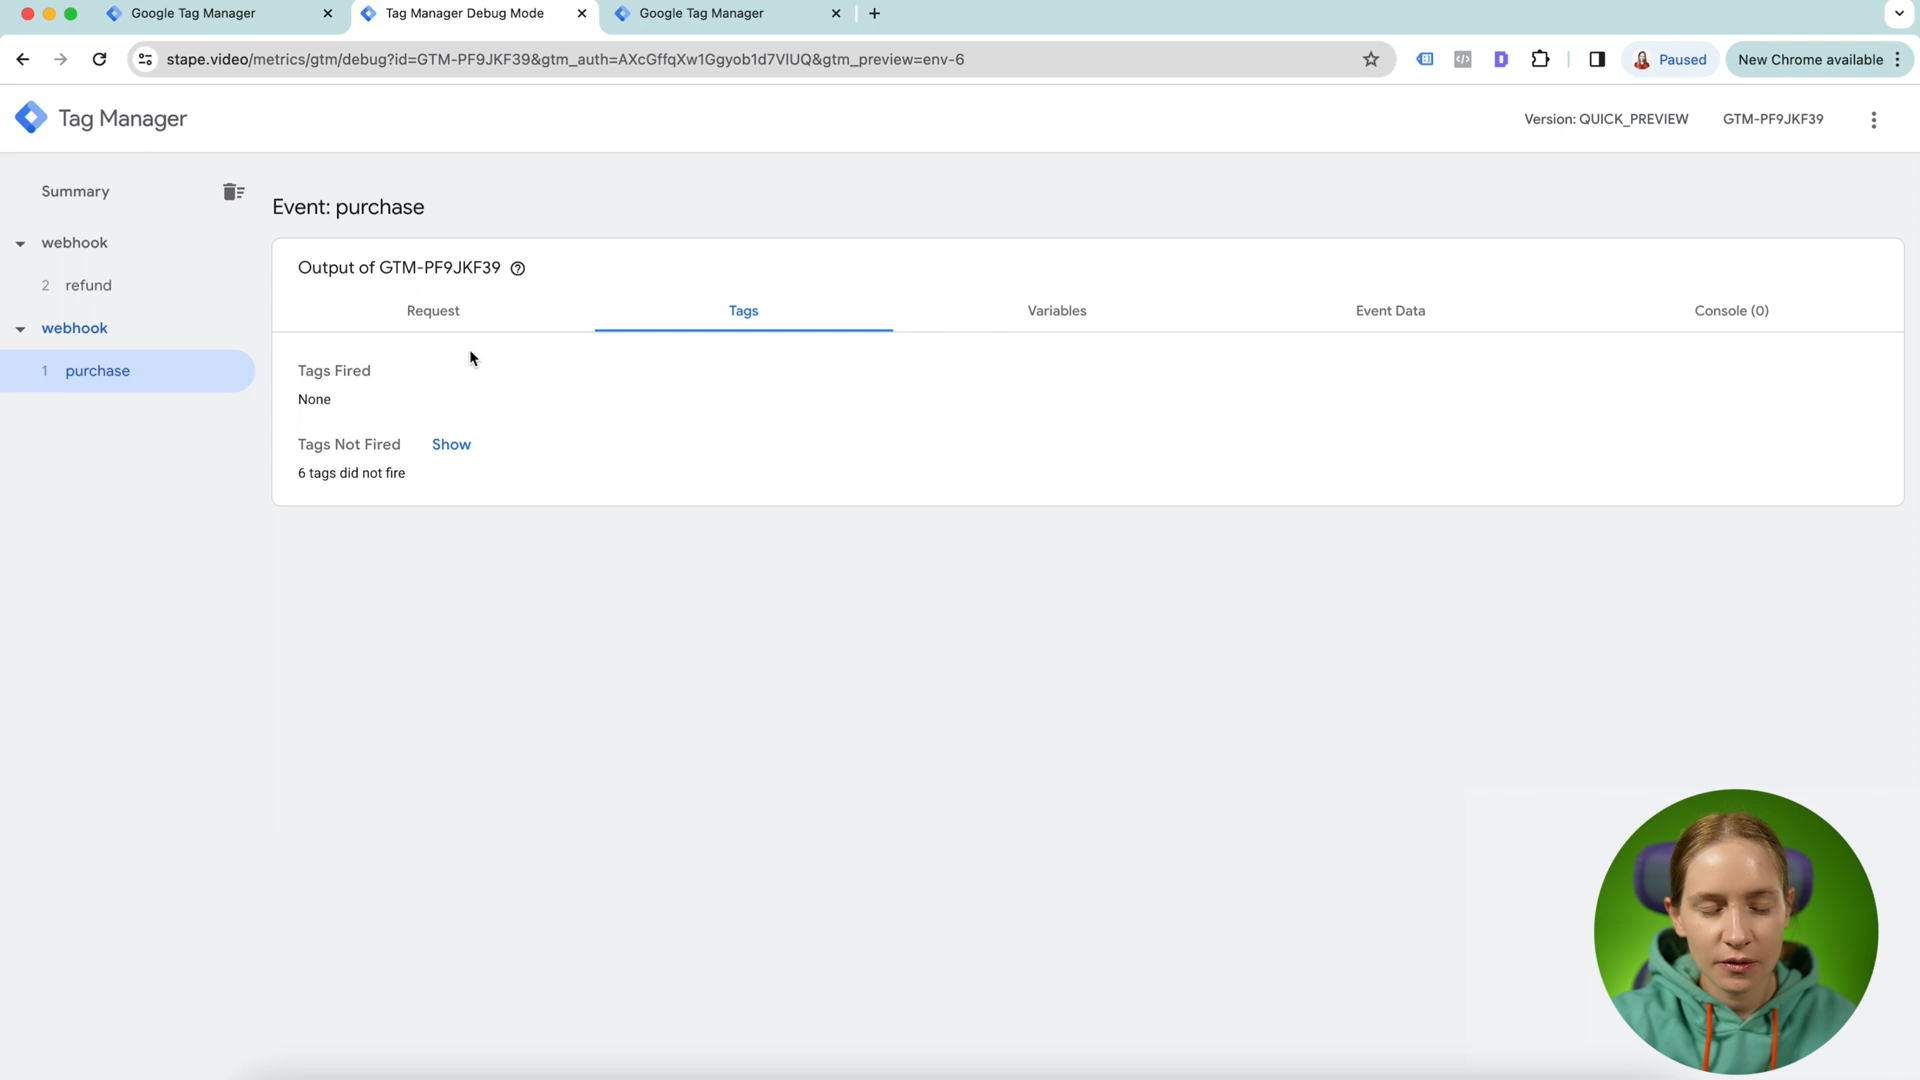 Google Tag Manager
Tag Manager Debug Mode
Google Tag Manager
stape.video/metrics/gtm/debug?id=GTM-PF9JKF39&gtm_auth=AXcGffqXw1Ggyob1d7VlUQ&gtm_preview=env-6
Paused
New Chrome available
Tag Manager
Version: QUICK_PREVIEW
GTM-PF9JKF39
Summary
webhook
2 refund
webhook
1 purchase
Event: purchase
Output of GTM-PF9JKF39
Request
Tags
Variables
Event Data
Console (0)
Tags Fired
None
Tags Not Fired Show
6 tags did not fire